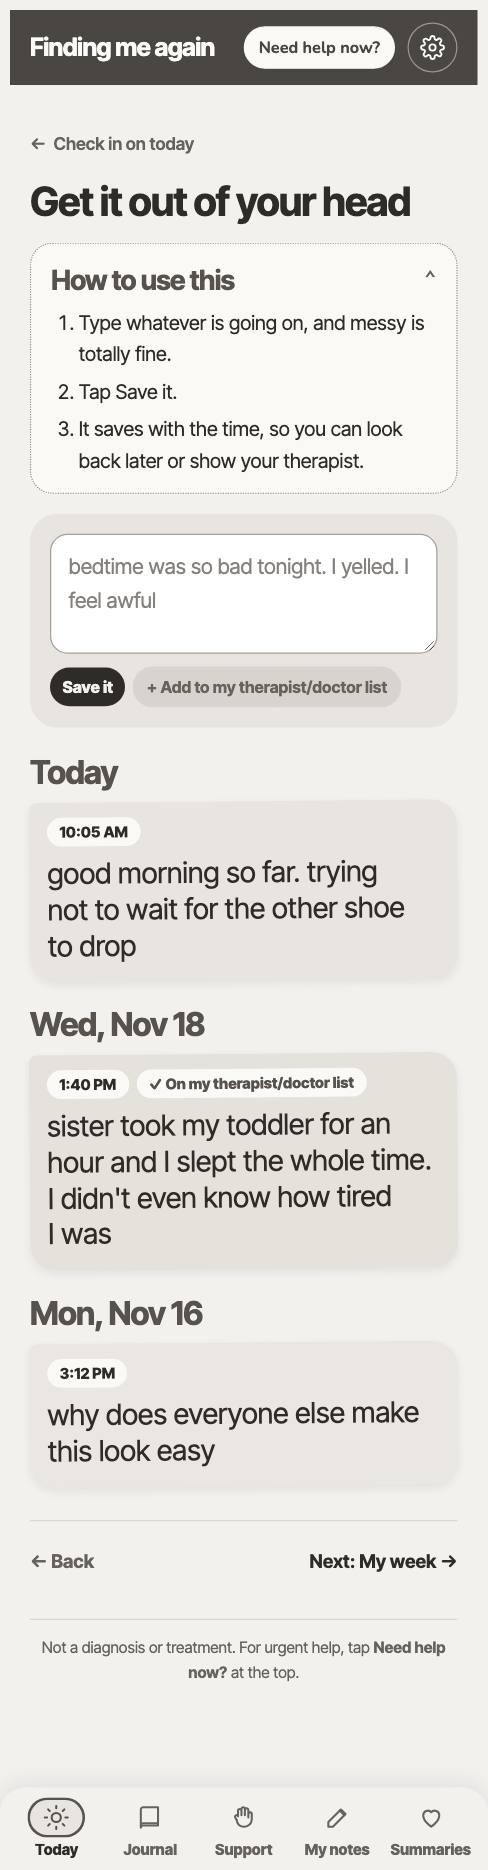 Finding me again
Need help now?
← Check in on today
Get it out of your head
How to use this
1. Type whatever is going on, and messy is
totally fine.
2. Tap Save it.
3. It saves with the time, so you can look
back later or show your therapist.
bedtime was so bad tonight. I yelled. I
feel awful
Save it
+ Add to my therapist/doctor list
Today
10:05 AM
good morning so far. trying
not to wait for the other shoe
to drop
Wed, Nov 18
1:40 PM
✓ On my therapist/doctor list
sister took my toddler for an
hour and I slept the whole time.
I didn't even know how tired
I was
Mon, Nov 16
3:12 PM
why does everyone else make
this look easy
← Back
Next: My week →
Not a diagnosis or treatment. For urgent help, tap Need help
now? at the top.
Today
Journal
Support
My notes
Summaries